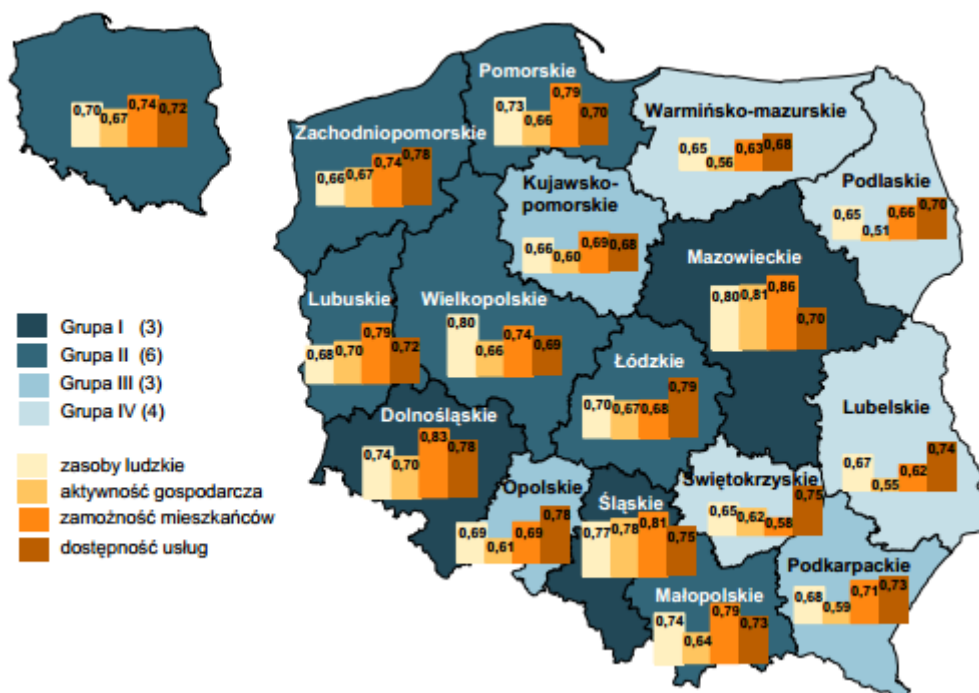 0,70 0,67 0,74 0,72
Pomorskie
0,73 0,66 0,79 0,70
Warmińsko-mazurskie
0,65 0,56 0,63 0,68
Zachodniopomorskie
0,66 0,67 0,74 0,78
Kujawsko-
pomorskie
0,66 0,60 0,69 0,68
Podlaskie
0,65 0,51 0,66 0,70
Mazowieckie
0,80 0,81 0,86 0,70
Lubuskie
0,68 0,70 0,79 0,72
Wielkopolskie
0,80 0,66 0,74 0,69
Łódzkie
0,70 0,67 0,68 0,79
Grupa I (3)
Grupa II (6)
Grupa III (3)
Grupa IV (4)
Dolnośląskie
0,74 0,70 0,83 0,78
Lubelskie
0,67 0,55 0,62 0,74
zasoby ludzkie
aktywność gospodarcza
zamożność mieszkańców
dostępność usług
Opolskie
0,69 0,61 0,69 0,78
Śląskie
0,77 0,78 0,81 0,75
Świętokrzyskie
0,65 0,62 0,58 0,75
Podkarpackie
0,68 0,59 0,71 0,73
Małopolskie
0,74 0,64 0,79 0,73